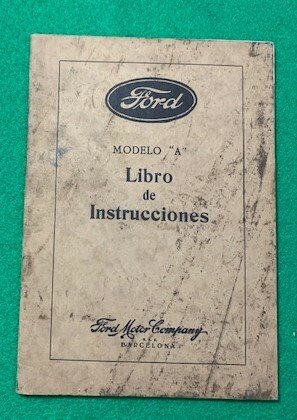 Ford
MODELO "A"
Libro
de
Instrucciones
Ford Motor Company
S.A.E.
BARCELONA